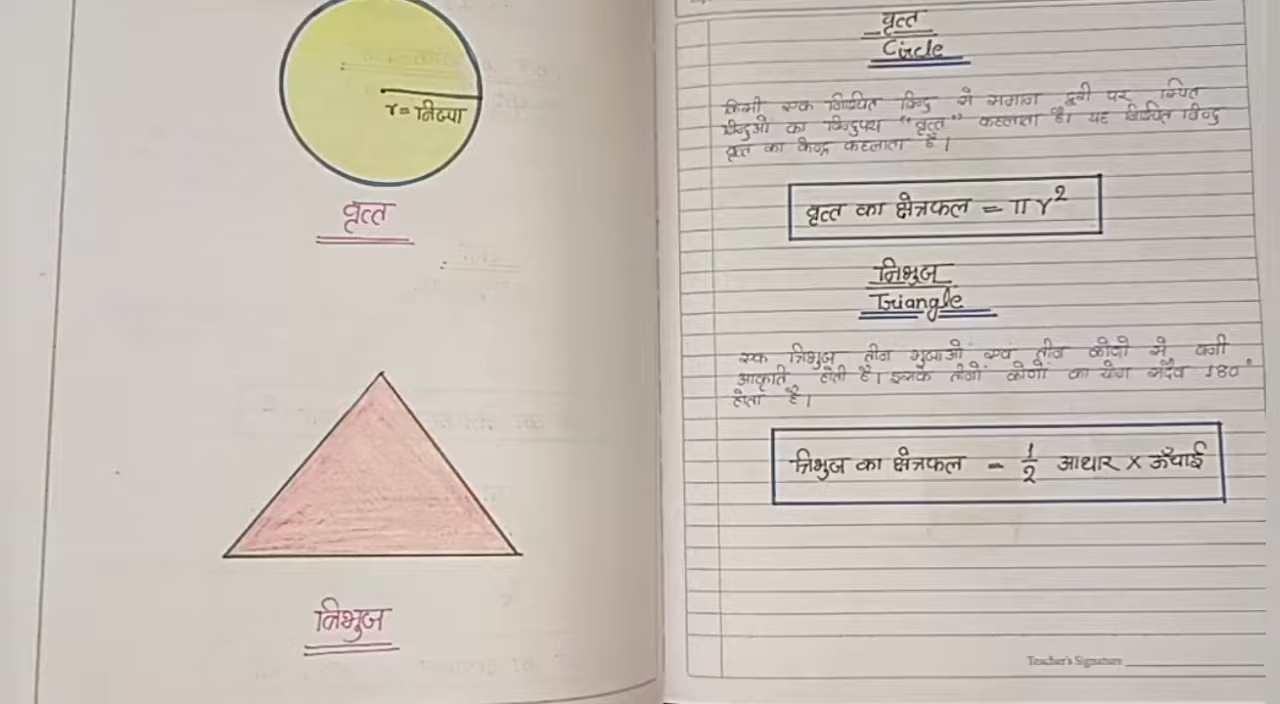 r = त्रिज्या
वृत्त
त्रिभुज
वृत्त
Circle
किसी एक निश्चित बिन्दु से समान दूरी पर स्थित
बिन्दुओं का बिन्दुपथ "वृत्त" कहलाता है। यह निश्चित बिन्दु
वृत्त का केन्द्र कहलाता है।
वृत्त का क्षेत्रफल = πr²
त्रिभुज
Triangle
एक त्रिभुज तीन भुजाओं एवं तीन कोणो से बनी
आकृति होती है। इसके तीनों कोणों का योग सदैव 180°
होता है।
त्रिभुज का क्षेत्रफल = 1/2 आधार × ऊँचाई
Teacher's Signature